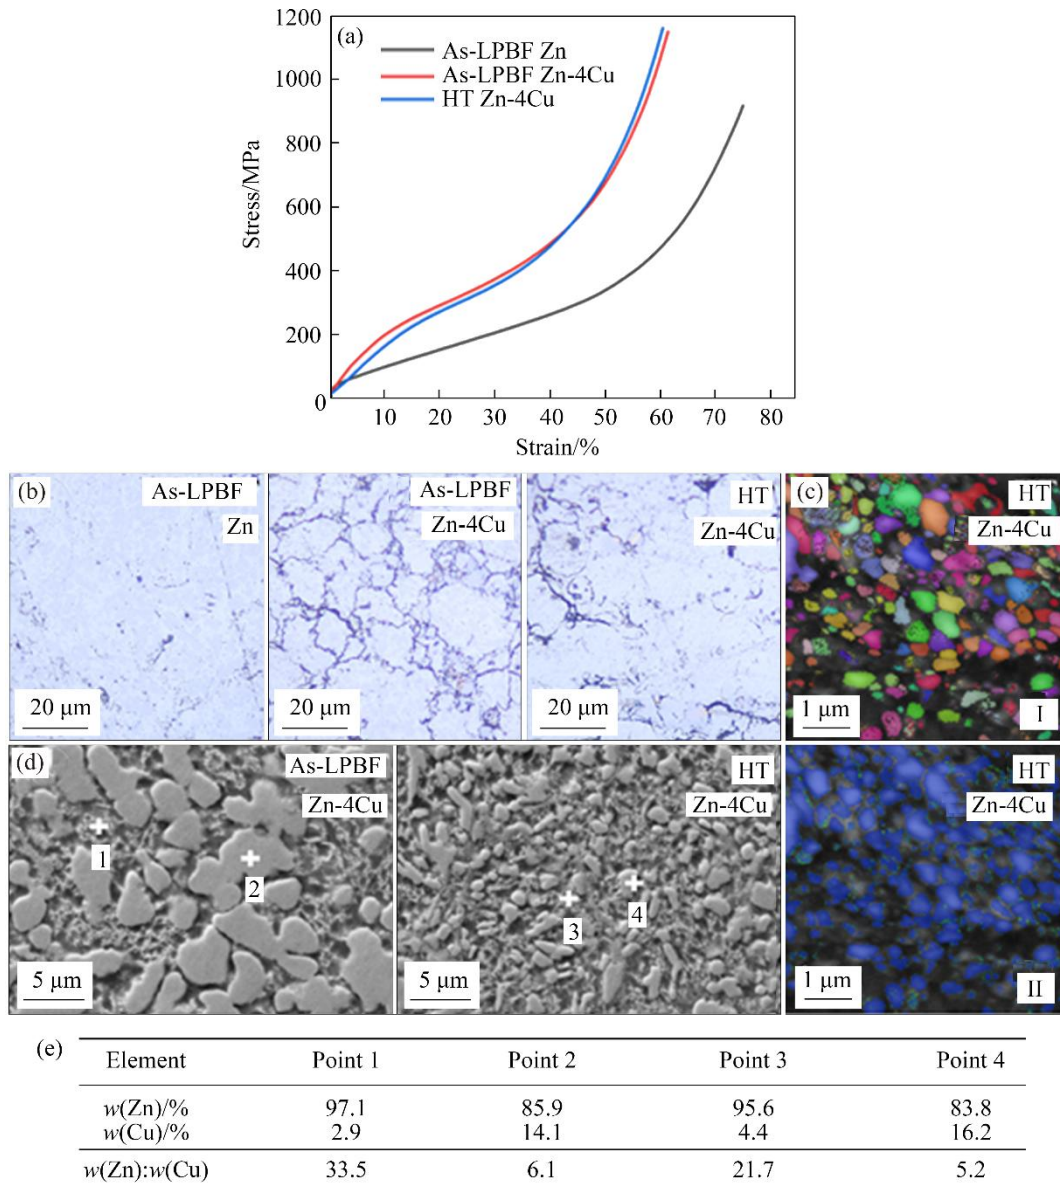 (a)
As-LPBF Zn
As-LPBF Zn-4Cu
HT Zn-4Cu
1200
1000
800
600
400
200
0
Stress/MPa
10 20 30 40 50 60 70 80
Strain/%
(b)
As-LPBF
Zn
20 μm
As-LPBF
Zn-4Cu
20 μm
HT
Zn-4Cu
20 μm
(c)
HT
Zn-4Cu
1 μm
I
(d)
As-LPBF
Zn-4Cu
1
2
5 μm
HT
Zn-4Cu
3
4
5 μm
HT
Zn-4Cu
1 μm
II
(e)
Element Point 1 Point 2 Point 3 Point 4
w(Zn)/% 97.1 85.9 95.6 83.8
w(Cu)/% 2.9 14.1 4.4 16.2
w(Zn):w(Cu) 33.5 6.1 21.7 5.2